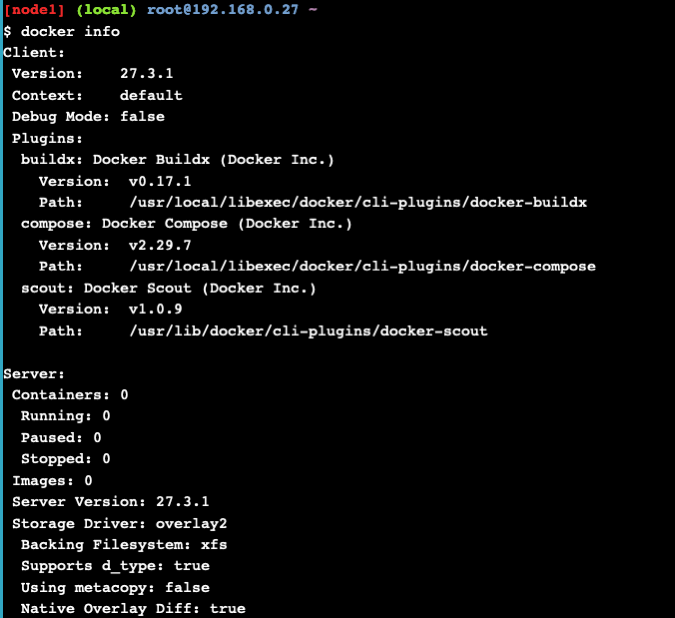 [node1] (local) root@192.168.0.27 ~
$ docker info
Client:
 Version:    27.3.1
 Context:    default
 Debug Mode: false
 Plugins:
  buildx: Docker Buildx (Docker Inc.)
    Version:  v0.17.1
    Path:     /usr/local/libexec/docker/cli-plugins/docker-buildx
  compose: Docker Compose (Docker Inc.)
    Version:  v2.29.7
    Path:     /usr/local/libexec/docker/cli-plugins/docker-compose
  scout: Docker Scout (Docker Inc.)
    Version:  v1.0.9
    Path:     /usr/lib/docker/cli-plugins/docker-scout

Server:
 Containers: 0
  Running: 0
  Paused: 0
  Stopped: 0
 Images: 0
 Server Version: 27.3.1
 Storage Driver: overlay2
  Backing Filesystem: xfs
  Supports d_type: true
  Using metacopy: false
  Native Overlay Diff: true